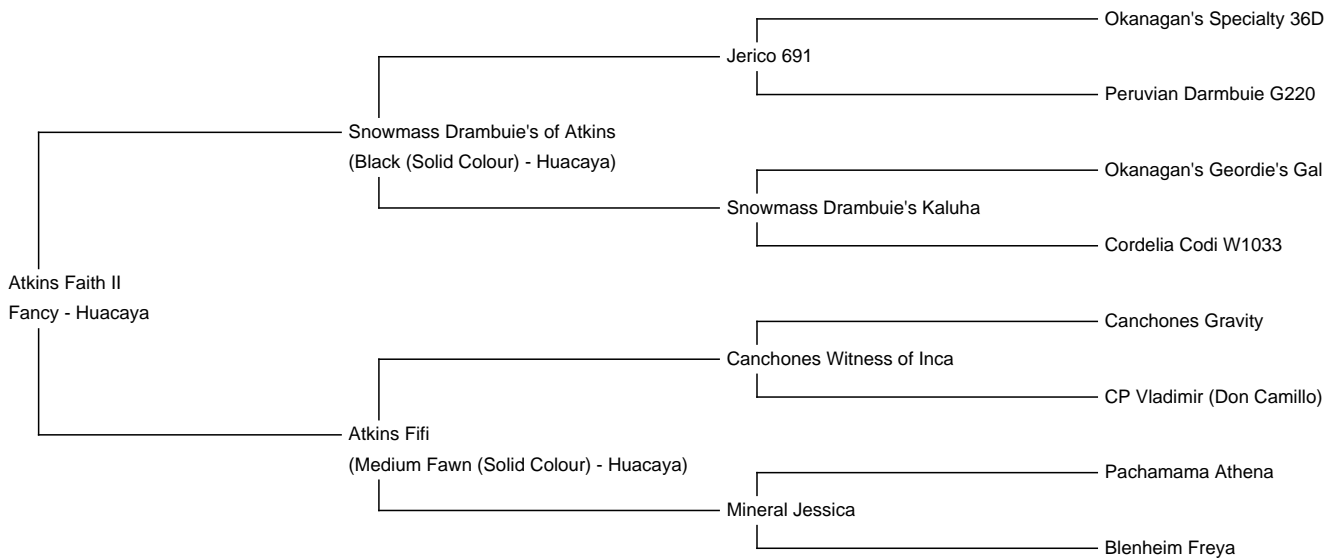 Okanagan's Specialty 36D
Jerico 691
Peruvian Darmbuie G220
Snowmass Drambuie's of Atkins
(Black (Solid Colour) - Huacaya)
Okanagan's Geordie's Gal
Snowmass Drambuie's Kaluha
Cordelia Codi W1033
Atkins Faith II
Fancy - Huacaya
Canchones Gravity
Canchones Witness of Inca
CP Vladimir (Don Camillo)
Atkins Fifi
(Medium Fawn (Solid Colour) - Huacaya)
Pachamama Athena
Mineral Jessica
Blenheim Freya